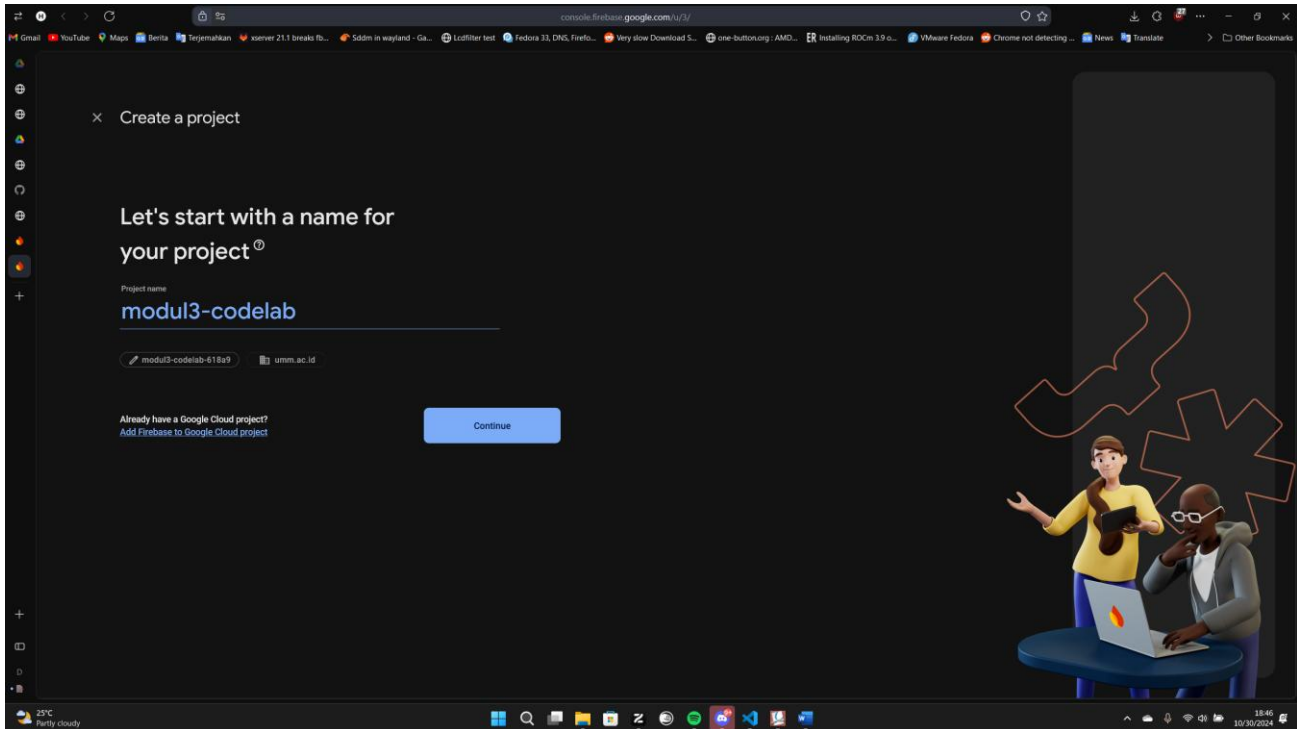 console.firebase.google.com/u/3/
27
Gmail YouTube Maps Berita Terjemahkan xserver 21.1 breaks fb... Sddm in wayland - Ga... Lcdfilter test Fedora 33, DNS, Firefo... Very slow Download S... one-button.org : AMD... ER Installing ROCm 3.9 o... VMware Fedora Chrome not detecting ... News Translate Other Bookmarks
Create a project
Let's start with a name for
your project
Project name
modul3-codelab
modul3-codelab-618a9 umm.ac.id
Already have a Google Cloud project?
Add Firebase to Google Cloud project
Continue
D
25°C
Partly cloudy
18:46
10/30/2024